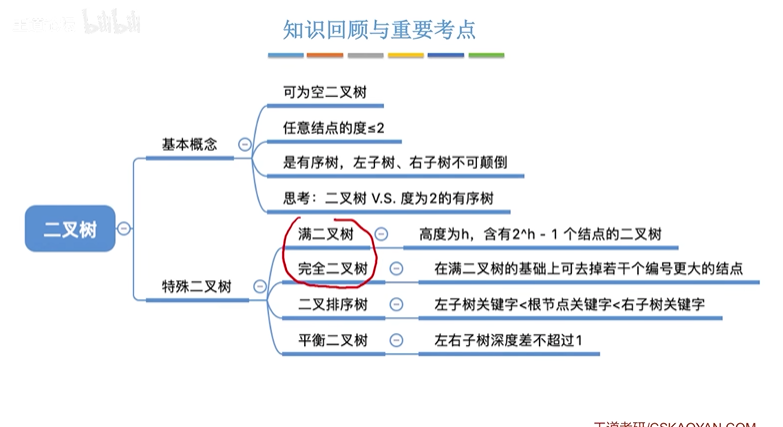 知识回顾与重要考点
可为空二叉树
任意结点的度≤2
基本概念
是有序树，左子树、右子树不可颠倒
思考：二叉树 V.S. 度为2的有序树
二叉树
满二叉树
高度为h，含有2^h - 1 个结点的二叉树
完全二叉树
在满二叉树的基础上可去掉若干个编号更大的结点
特殊二叉树
二叉排序树
左子树关键字<根节点关键字<右子树关键字
平衡二叉树
左右子树深度差不超过1
王道考研/CSKAOYAN.COM